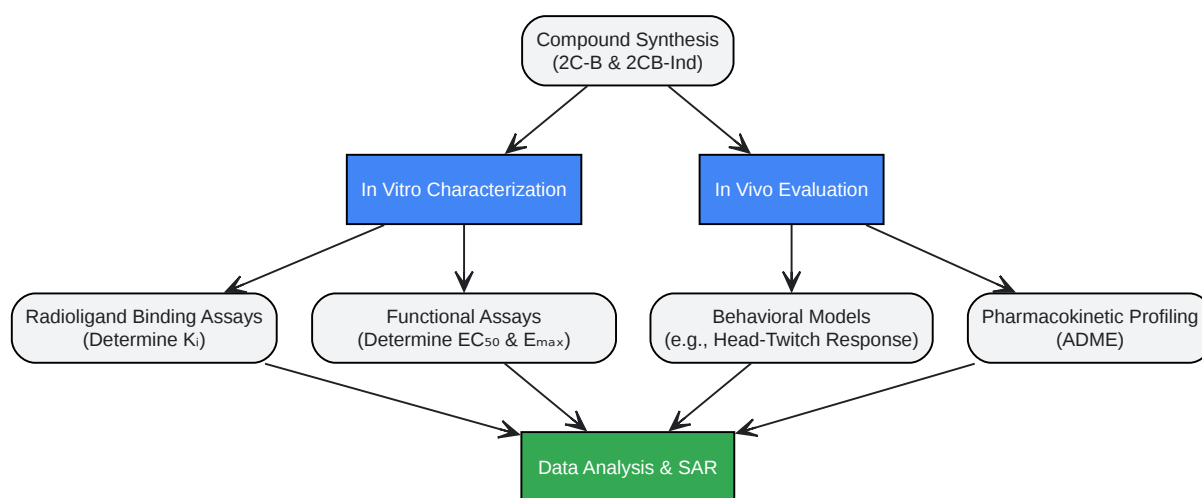 Compound Synthesis
(2C-B & 2CB-Ind)
In Vitro Characterization
In Vivo Evaluation
Radioligand Binding Assays
(Determine Kᵢ)
Functional Assays
(Determine EC₅₀ & Eₘₐₓ)
Behavioral Models
(e.g., Head-Twitch Response)
Pharmacokinetic Profiling
(ADME)
Data Analysis & SAR